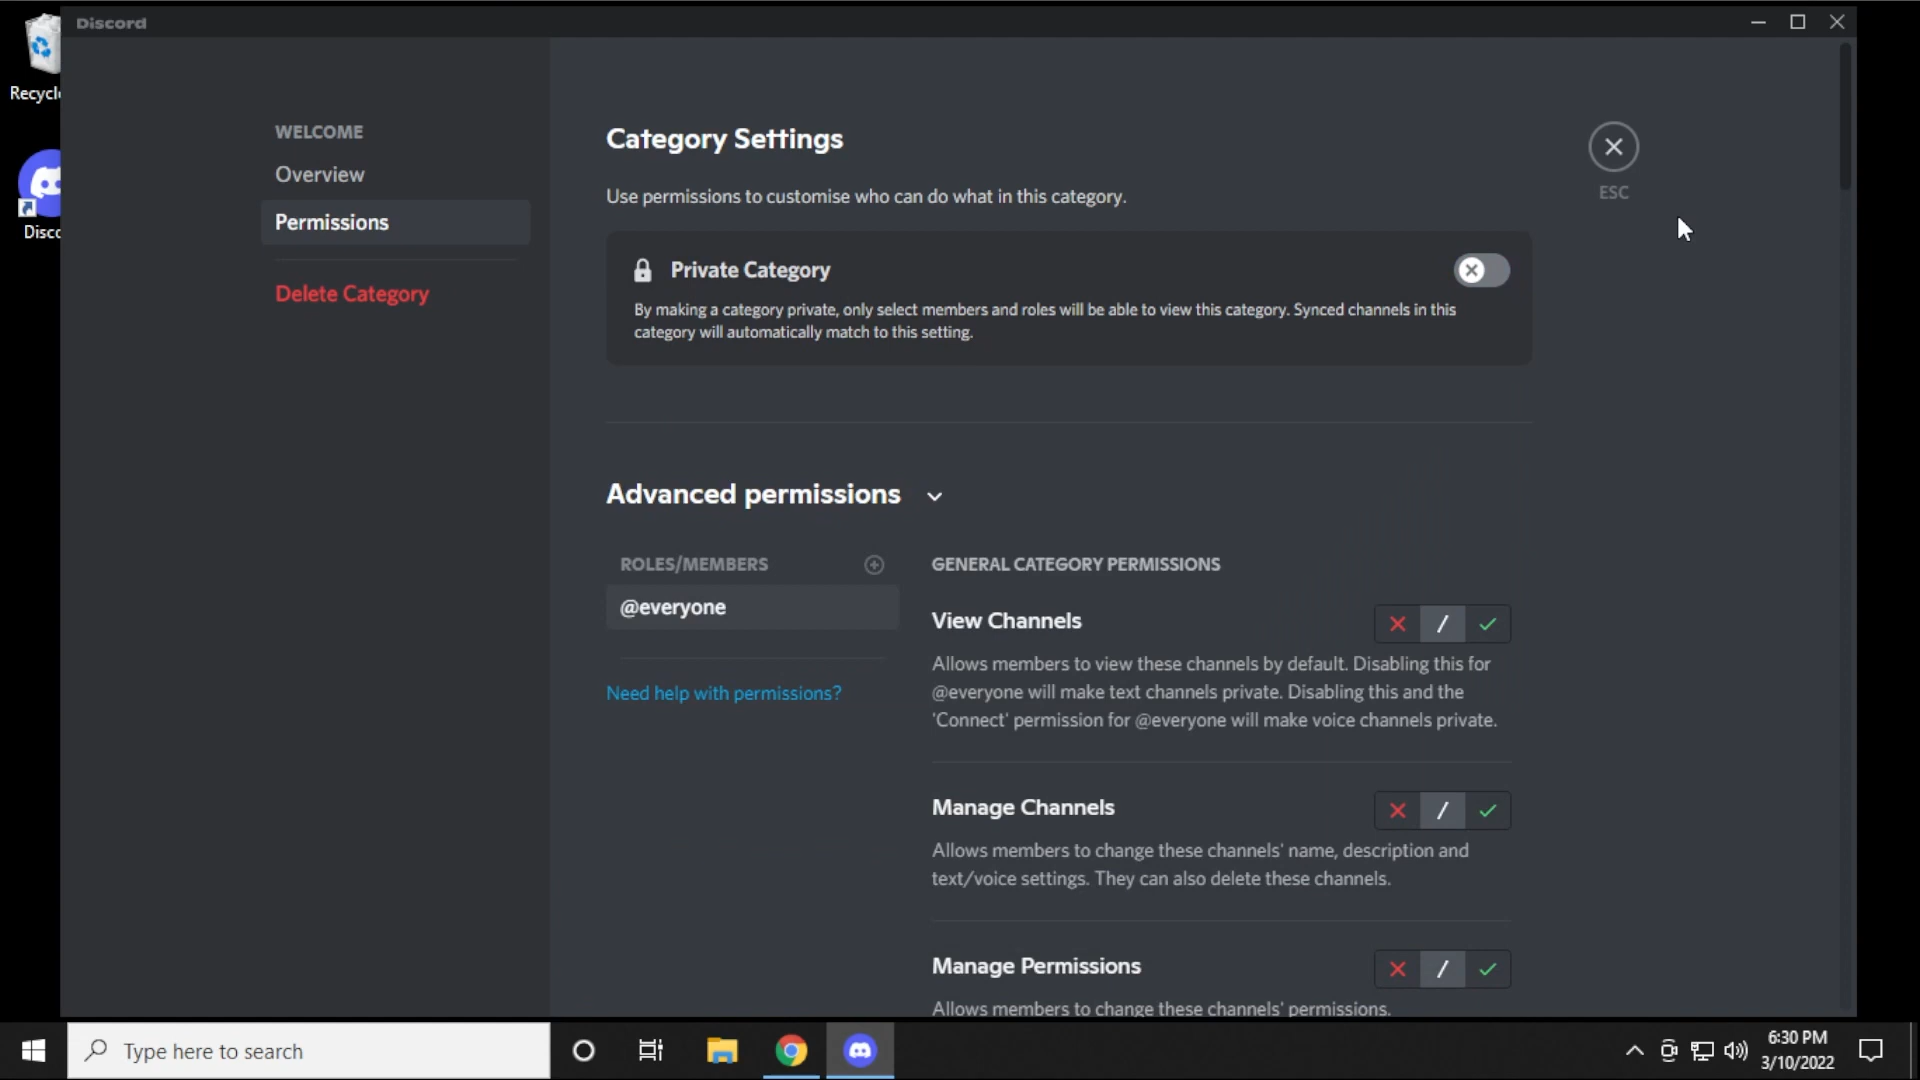 Discord
Recycl
Disco
WELCOME
Overview
Permissions
Delete Category
Category Settings
Use permissions to customise who can do what in this category.
ESC
Private Category
By making a category private, only select members and roles will be able to view this category. Synced channels in this
category will automatically match to this setting.
Advanced permissions
ROLES/MEMBERS
@everyone
Need help with permissions?
GENERAL CATEGORY PERMISSIONS
View Channels
Allows members to view these channels by default. Disabling this for
@everyone will make text channels private. Disabling this and the
'Connect' permission for @everyone will make voice channels private.
Manage Channels
Allows members to change these channels' name, description and
text/voice settings. They can also delete these channels.
Manage Permissions
Allows members to change these channels' permissions.
Type here to search
6:30 PM
3/10/2022